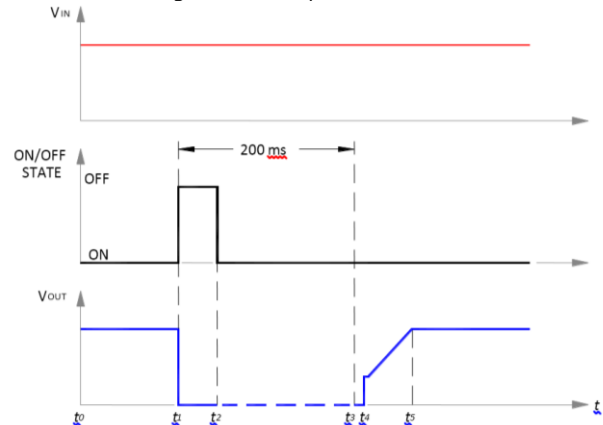 VIN
200 ms
ON/OFF
STATE
OFF
ON
VOUT
t0 t1 t2 t3 t4 t5 t